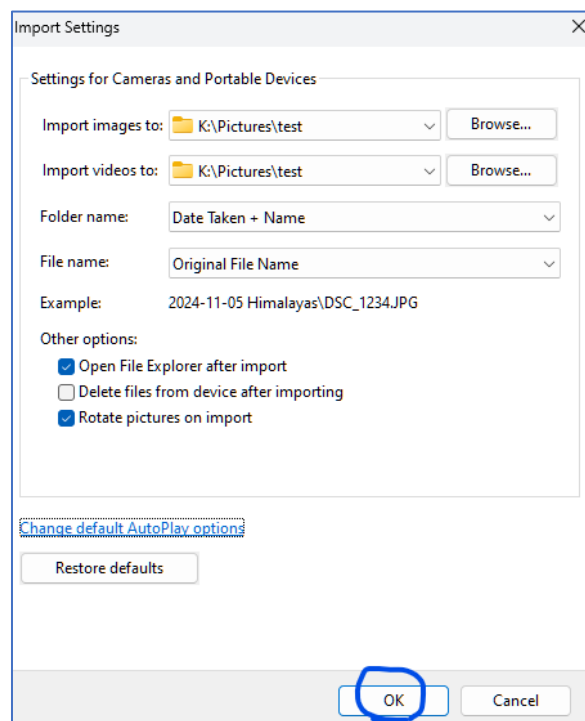 Import Settings
Settings for Cameras and Portable Devices
Import images to: K:\Pictures\test Browse...
Import videos to: K:\Pictures\test Browse...
Folder name: Date Taken + Name
File name: Original File Name
Example: 2024-11-05 Himalayas\DSC_1234.JPG
Other options:
Open File Explorer after import
Delete files from device after importing
Rotate pictures on import
Change default AutoPlay options
Restore defaults
OK Cancel